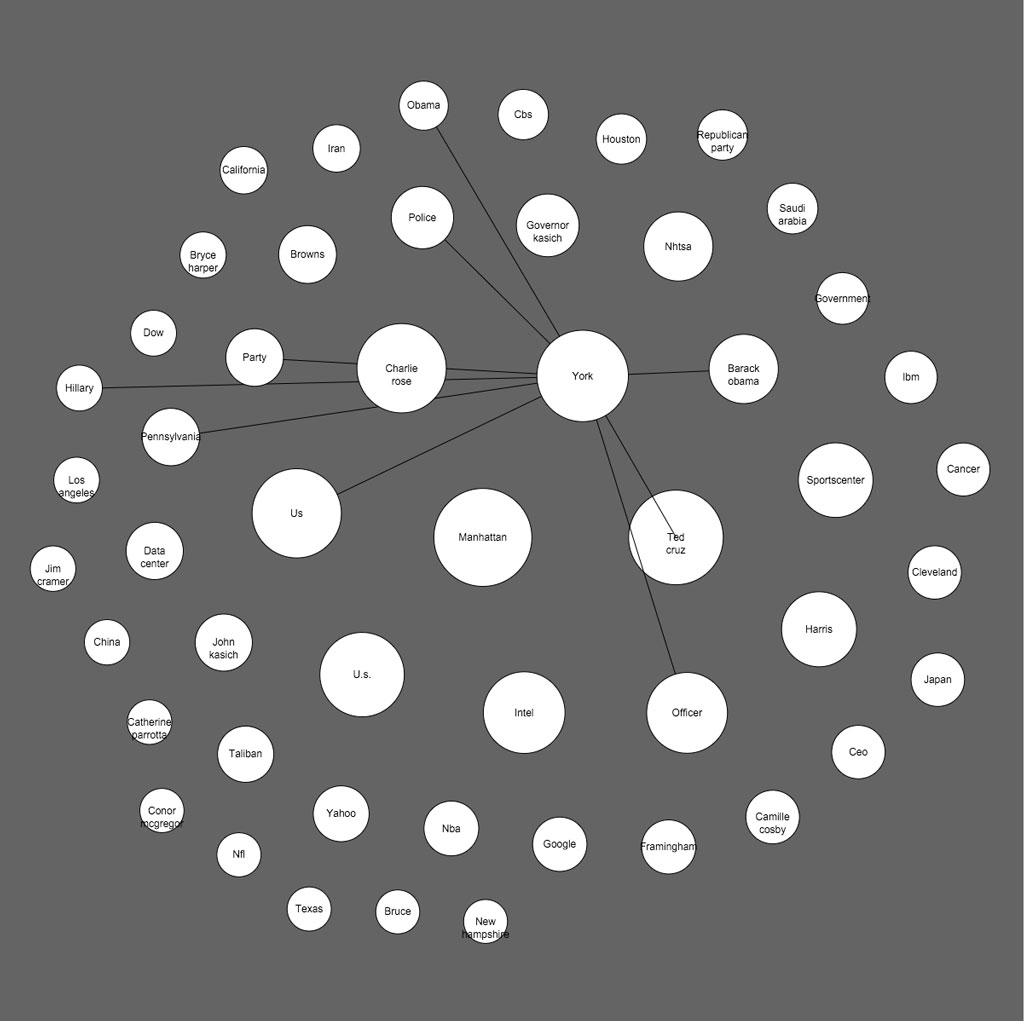 Obama
Cbs
Houston
Republican
party
Iran
California
Saudi
arabia
Police
Governor
kasich
Nhtsa
Browns
Bryce
harper
Government
Dow
Party
Charlie
rose
York
Barack
obama
Ibm
Hillary
Pennsylvania
Los
angeles
Sportscenter
Cancer
Us
Manhattan
Ted
cruz
Data
center
Jim
cramer
Cleveland
China
John
kasich
Harris
U.s.
Japan
Intel
Officer
Catherine
parrotta
Taliban
Ceo
Conor
mcgregor
Yahoo
Nba
Google
Framingham
Camille
cosby
Nfl
Texas
Bruce
New
hampshire